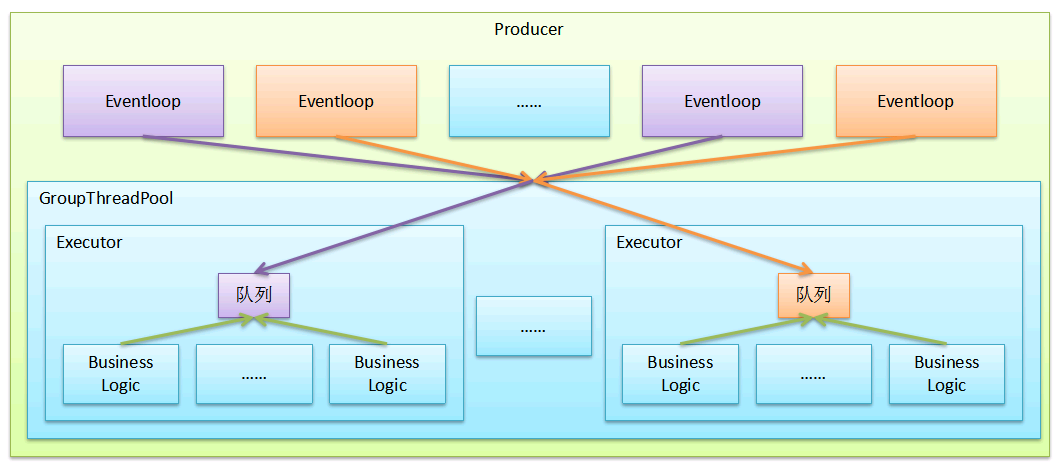 Producer
Eventloop
Eventloop
......
Eventloop
Eventloop
GroupThreadPool
Executor
队列
Business
Logic
......
Business
Logic
......
Executor
队列
Business
Logic
......
Business
Logic